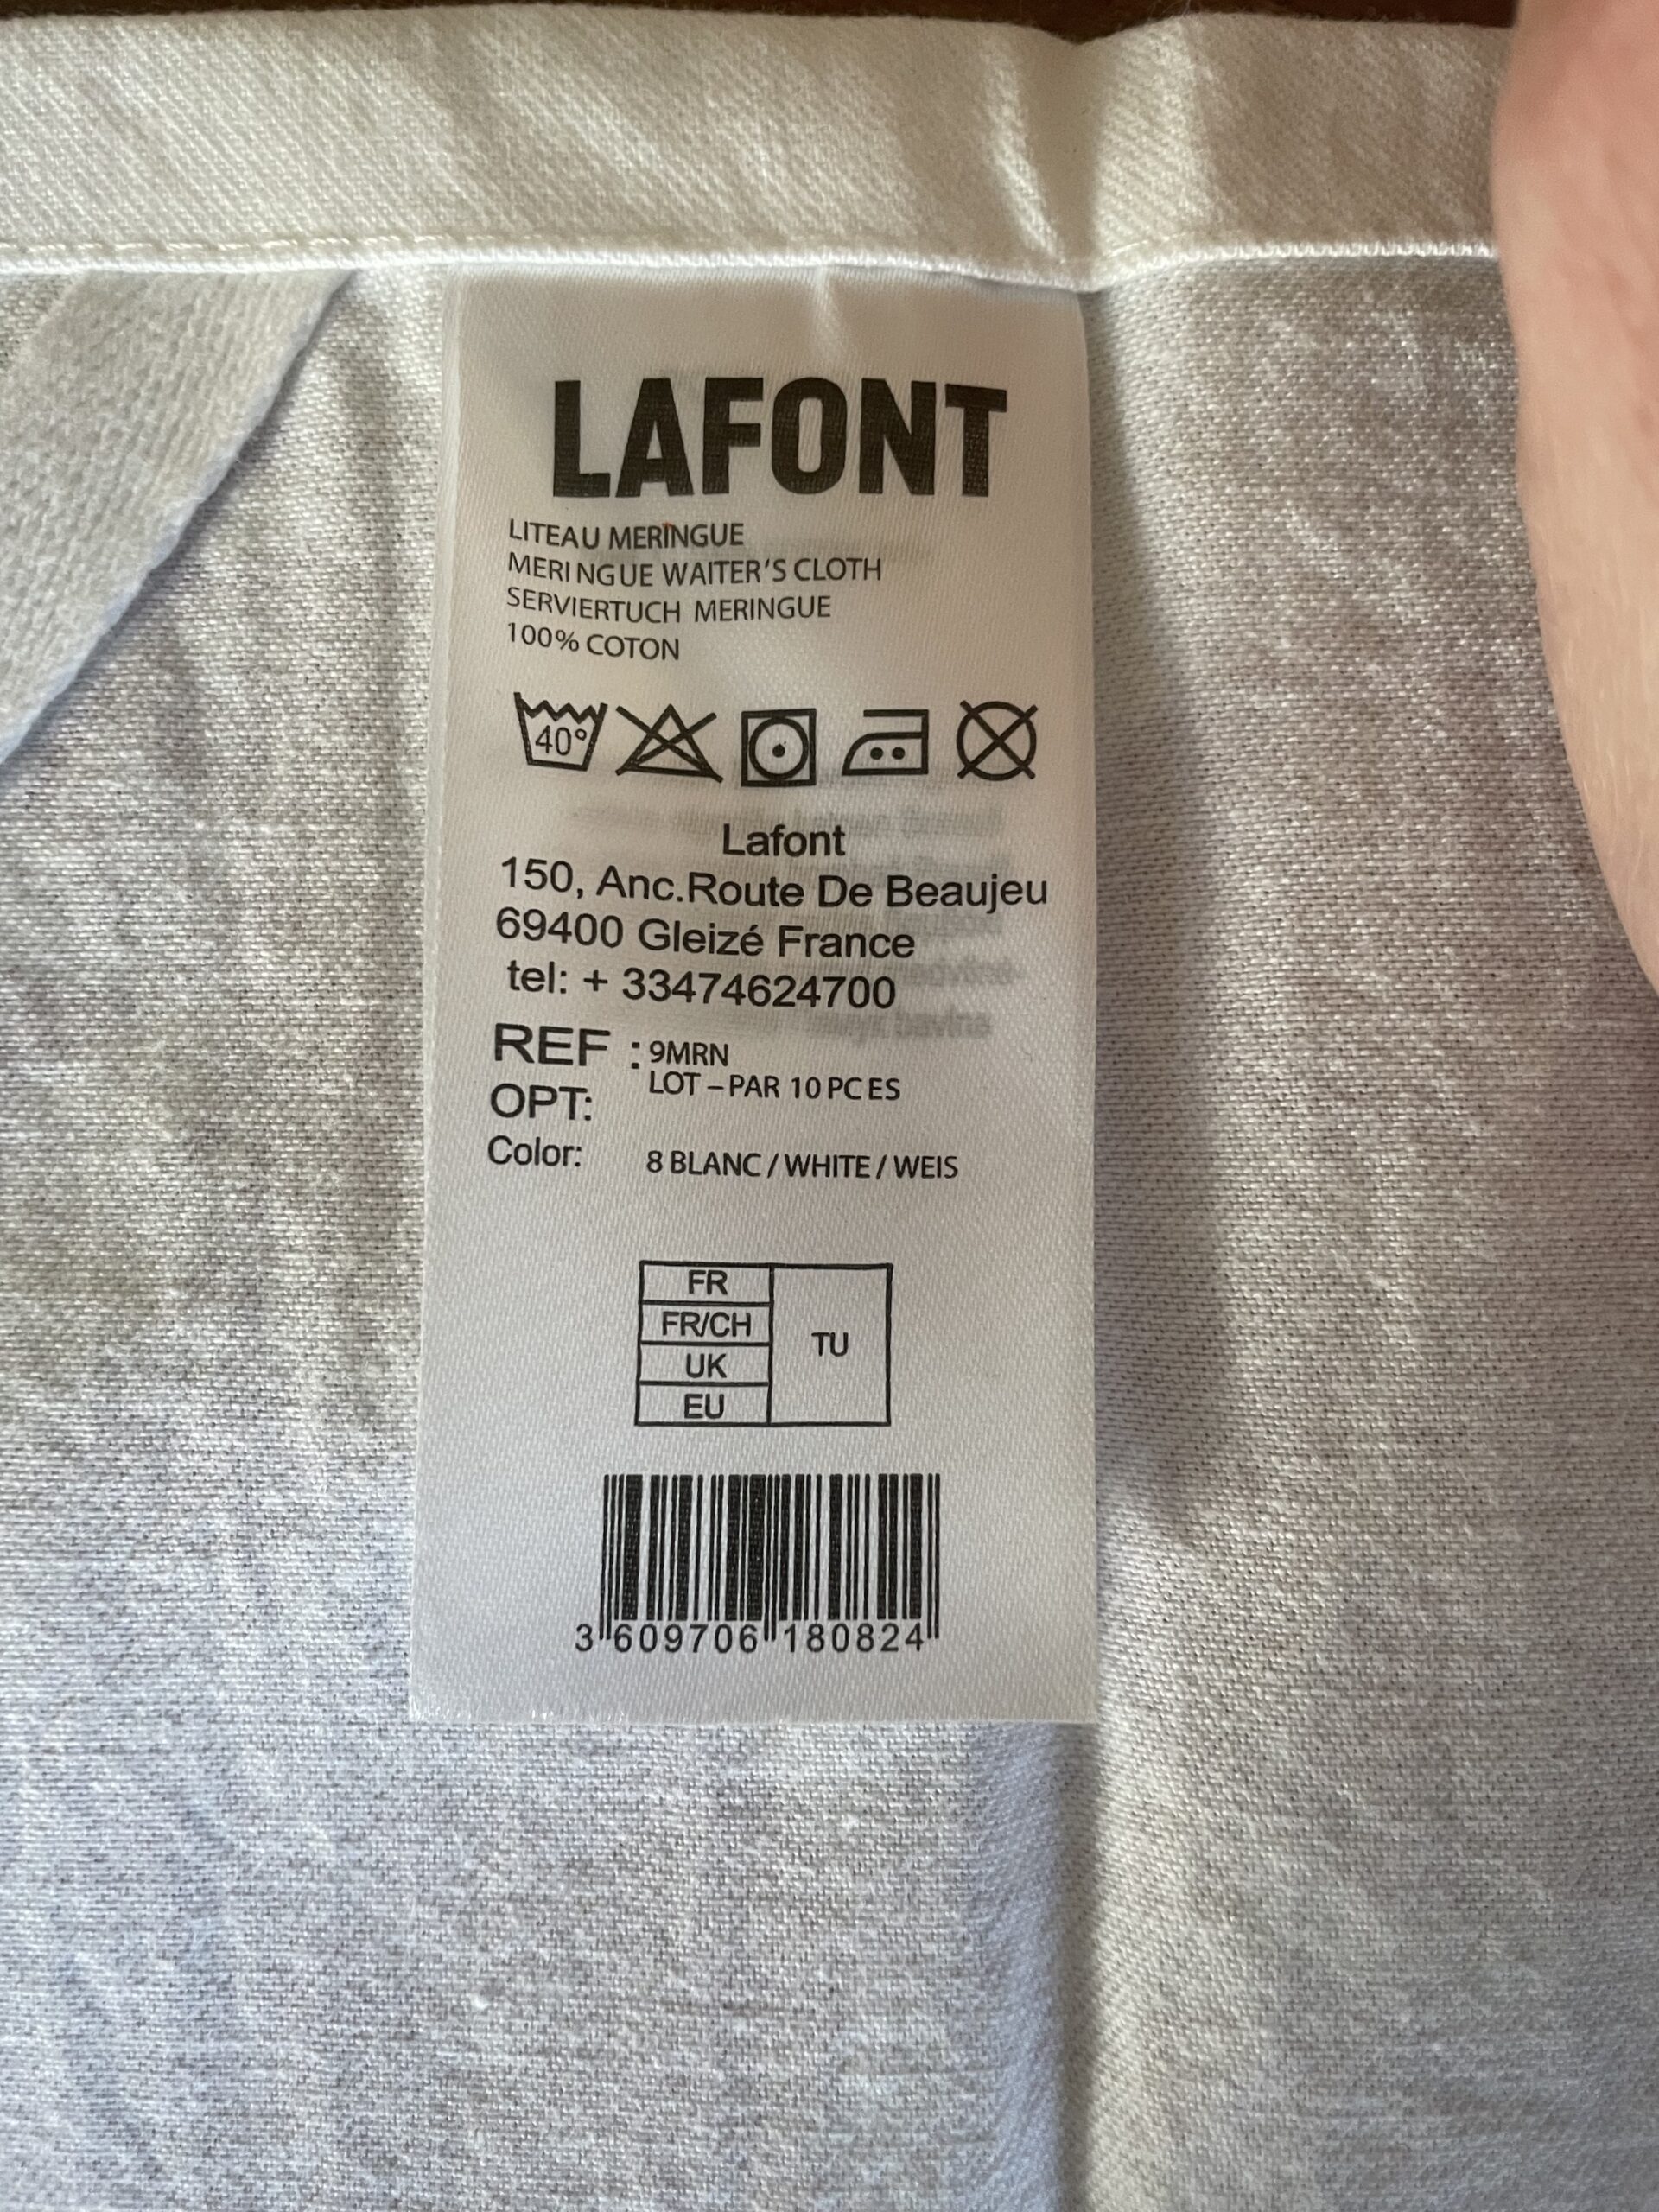 LAFONT
LITEAU MERINGUE
MERINGUE WAITER'S CLOTH
SERVIERTUCH MERINGUE
100% COTON
40°
Lafont
150, Anc.Route De Beaujeu
69400 Gleizé France
tel: + 33474624700
REF : 9MRN
LOT – PAR 10 PCES
OPT:
Color: 8 BLANC / WHITE / WEIS
FR
FR/CH
UK
EU
TU
3 609706 180824